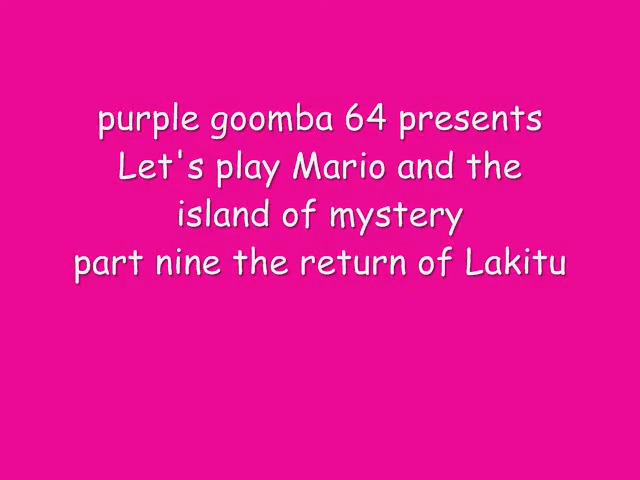 purple goomba 64 presents
Let's play Mario and the
island of mystery
part nine the return of Lakitu